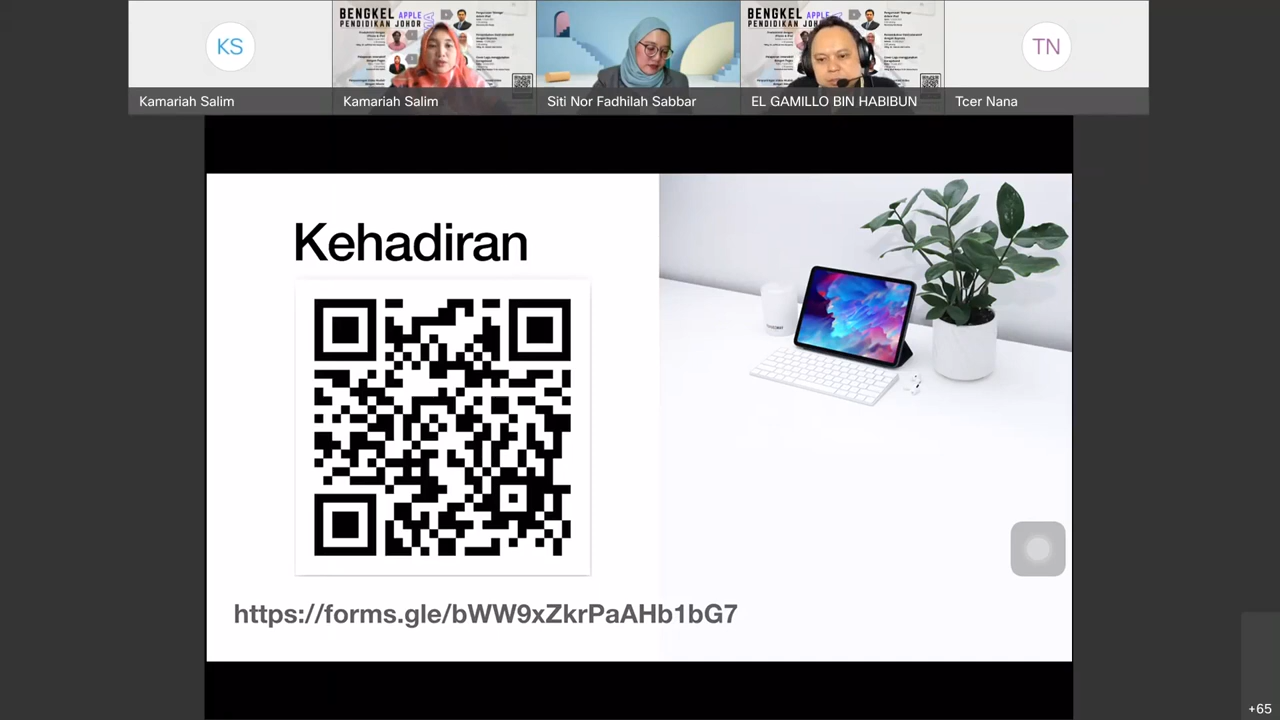 KS
BENGKEL APPLE
PENDIDIKAN JOHOR
BENGKEL APPLE
PENDIDIKAN JOHOR
TN
Kamariah Salim
Kamariah Salim
Siti Nor Fadhilah Sabbar
EL GAMILLO BIN HABIBUN
Tcer Nana
Kehadiran
https://forms.gle/bWW9xZkrPaAHb1bG7
+65